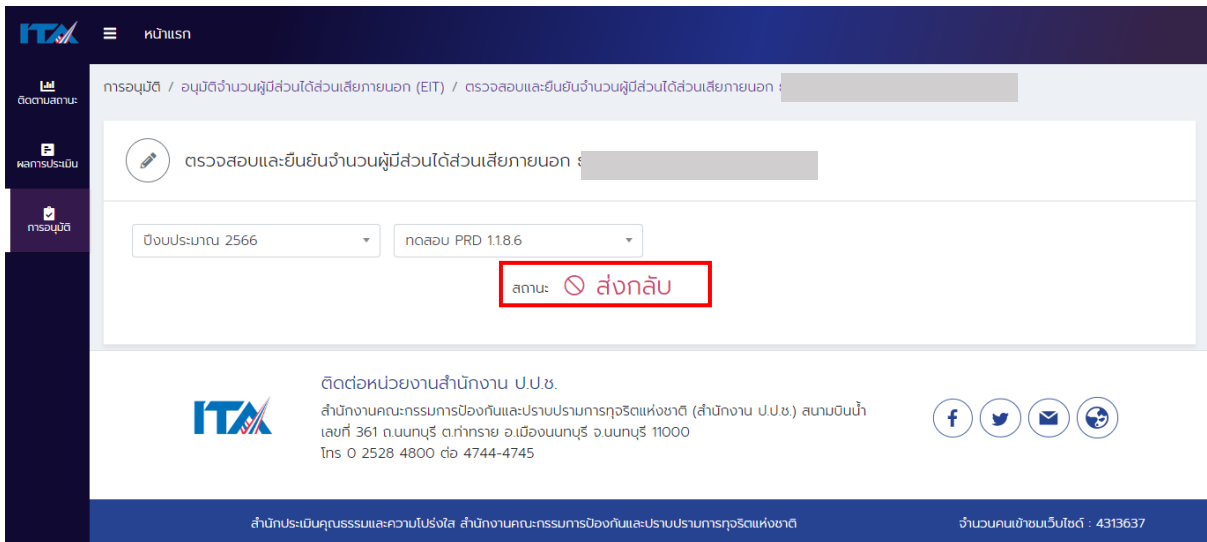 ITA
หน้าแรก
ติดตามสถานะ
ผลการประเมิน
การอนุมัติ
การอนุมัติ / อนุมัติจำนวนผู้มีส่วนได้ส่วนเสียภายนอก (EIT) / ตรวจสอบและยืนยันจำนวนผู้มีส่วนได้ส่วนเสียภายนอก
ตรวจสอบและยืนยันจำนวนผู้มีส่วนได้ส่วนเสียภายนอก
ปีงบประมาณ 2566
ทดสอบ PRD 1.1.8.6
สถานะ ส่งกลับ
ติดต่อหน่วยงานสำนักงาน ป.ป.ช.
ITA
สำนักงานคณะกรรมการป้องกันและปราบปรามการทุจริตแห่งชาติ (สำนักงาน ป.ป.ช.) สนามบินน้ำ
เลขที่ 361 ถ.นนทบุรี ต.ท่าทราย อ.เมืองนนทบุรี จ.นนทบุรี 11000
โทร 0 2528 4800 ต่อ 4744-4745
สำนักประเมินคุณธรรมและความโปร่งใส สำนักงานคณะกรรมการป้องกันและปราบปรามการทุจริตแห่งชาติ
จำนวนคนเข้าชมเว็บไซต์ : 4313637